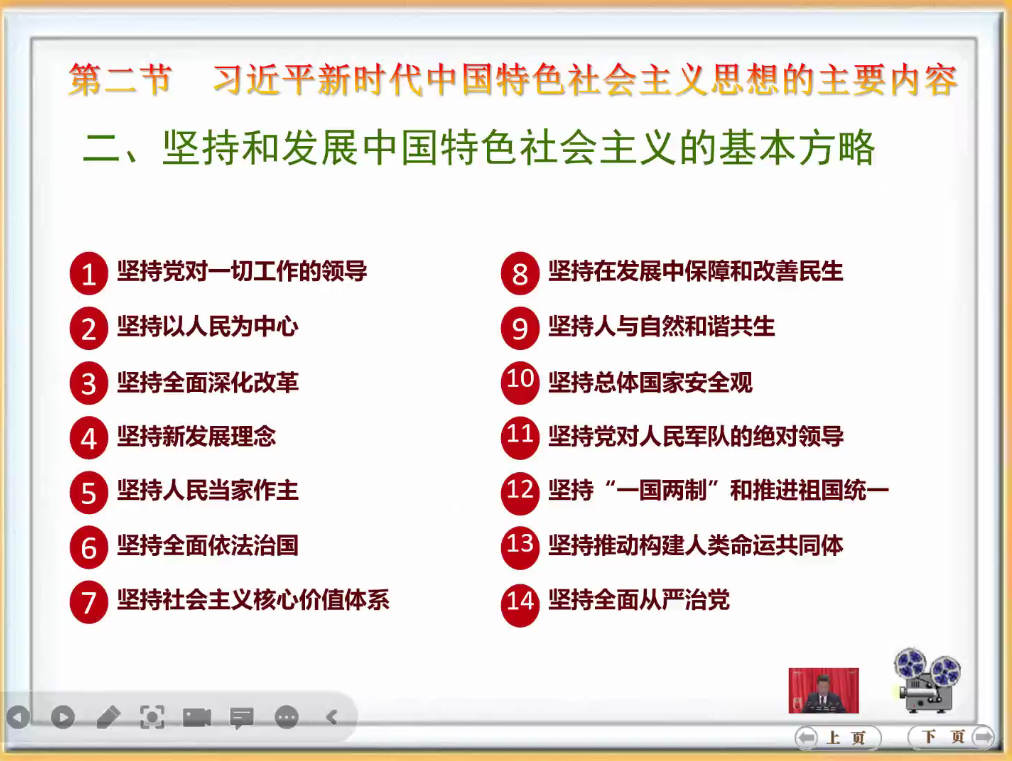 第二节 习近平新时代中国特色社会主义思想的主要内容
二、坚持和发展中国特色社会主义的基本方略
1 坚持党对一切工作的领导
2 坚持以人民为中心
3 坚持全面深化改革
4 坚持新发展理念
5 坚持人民当家作主
6 坚持全面依法治国
7 坚持社会主义核心价值体系
8 坚持在发展中保障和改善民生
9 坚持人与自然和谐共生
10 坚持总体国家安全观
11 坚持党对人民军队的绝对领导
12 坚持“一国两制”和推进祖国统一
13 坚持推动构建人类命运共同体
14 坚持全面从严治党
上 页
下 页